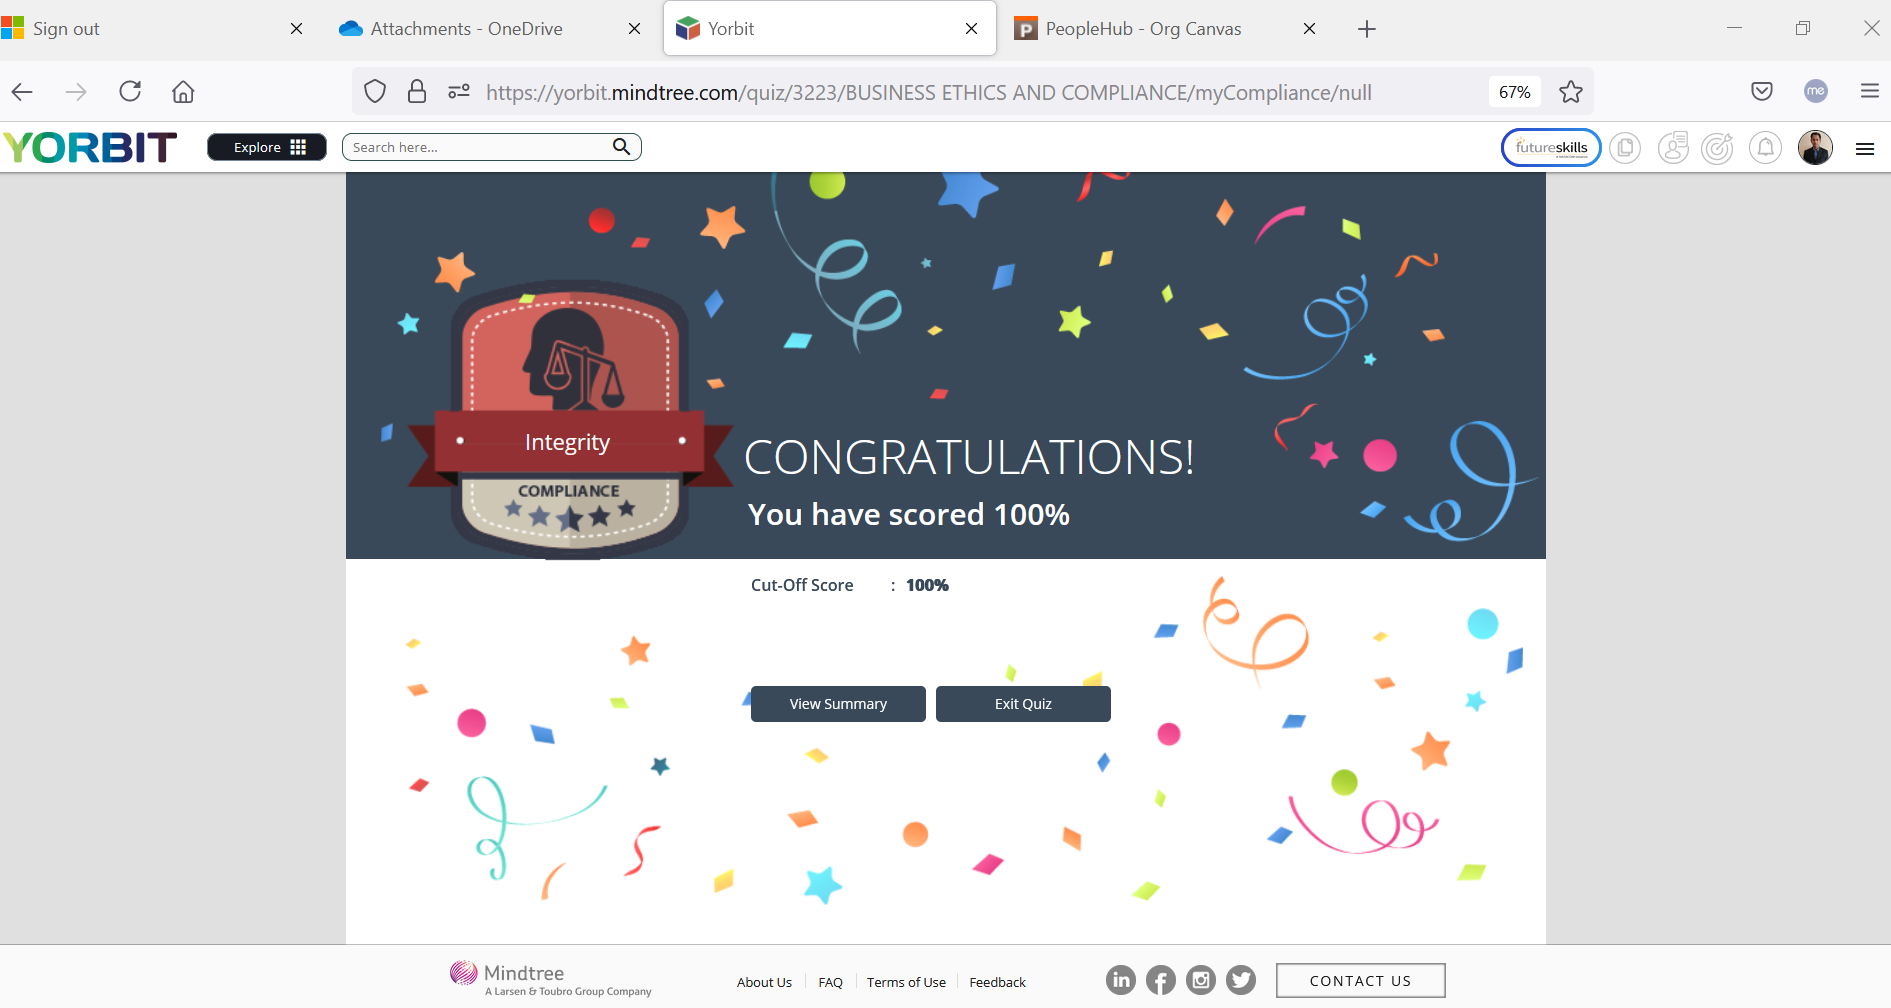 Sign out
Attachments - OneDrive
Yorbit
P PeopleHub - Org Canvas
https://yorbit.mindtree.com/quiz/3223/BUSINESS ETHICS AND COMPLIANCE/myCompliance/null
67%
me
YORBIT
Explore
Search here...
futureskills
Integrity
COMPLIANCE
CONGRATULATIONS!
You have scored 100%
Cut-Off Score : 100%
View Summary
Exit Quiz
Mindtree
A Larsen & Toubro Group Company
About Us
FAQ
Terms of Use
Feedback
in
CONTACT US